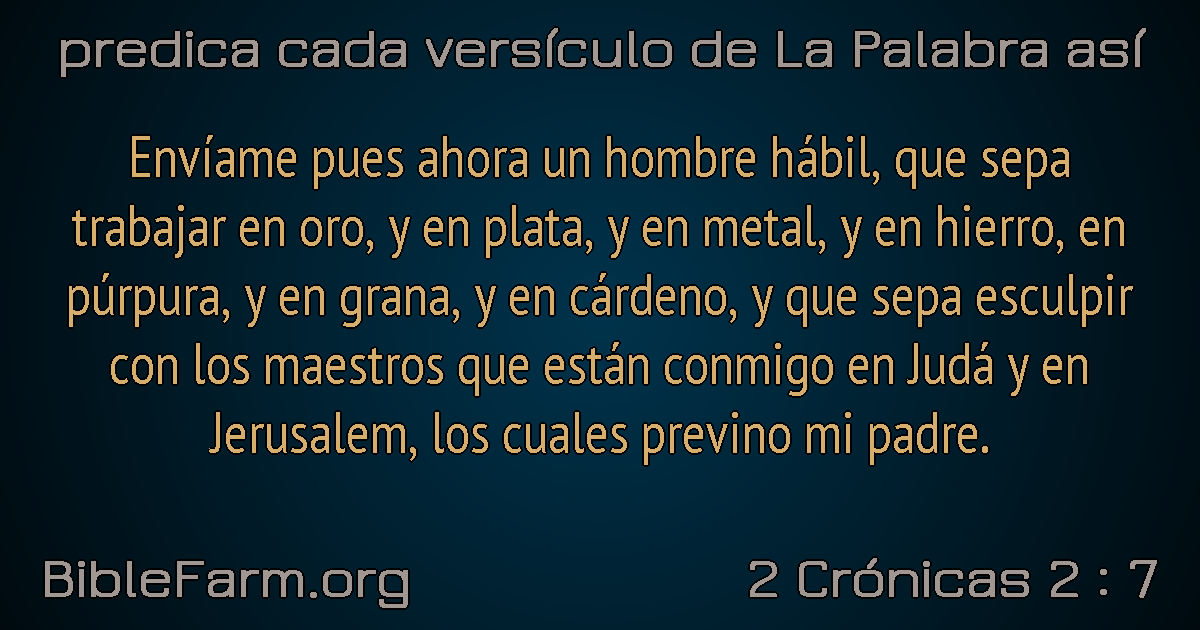 predica cada versículo de La Palabra así
Envíame pues ahora un hombre hábil, que sepa
trabajar en oro, y en plata, y en metal, y en hierro, en
púrpura, y en grana, y en cárdeno, y que sepa esculpir
con los maestros que están conmigo en Judá y en
Jerusalem, los cuales previno mi padre.
BibleFarm.org
2 Crónicas 2 : 7